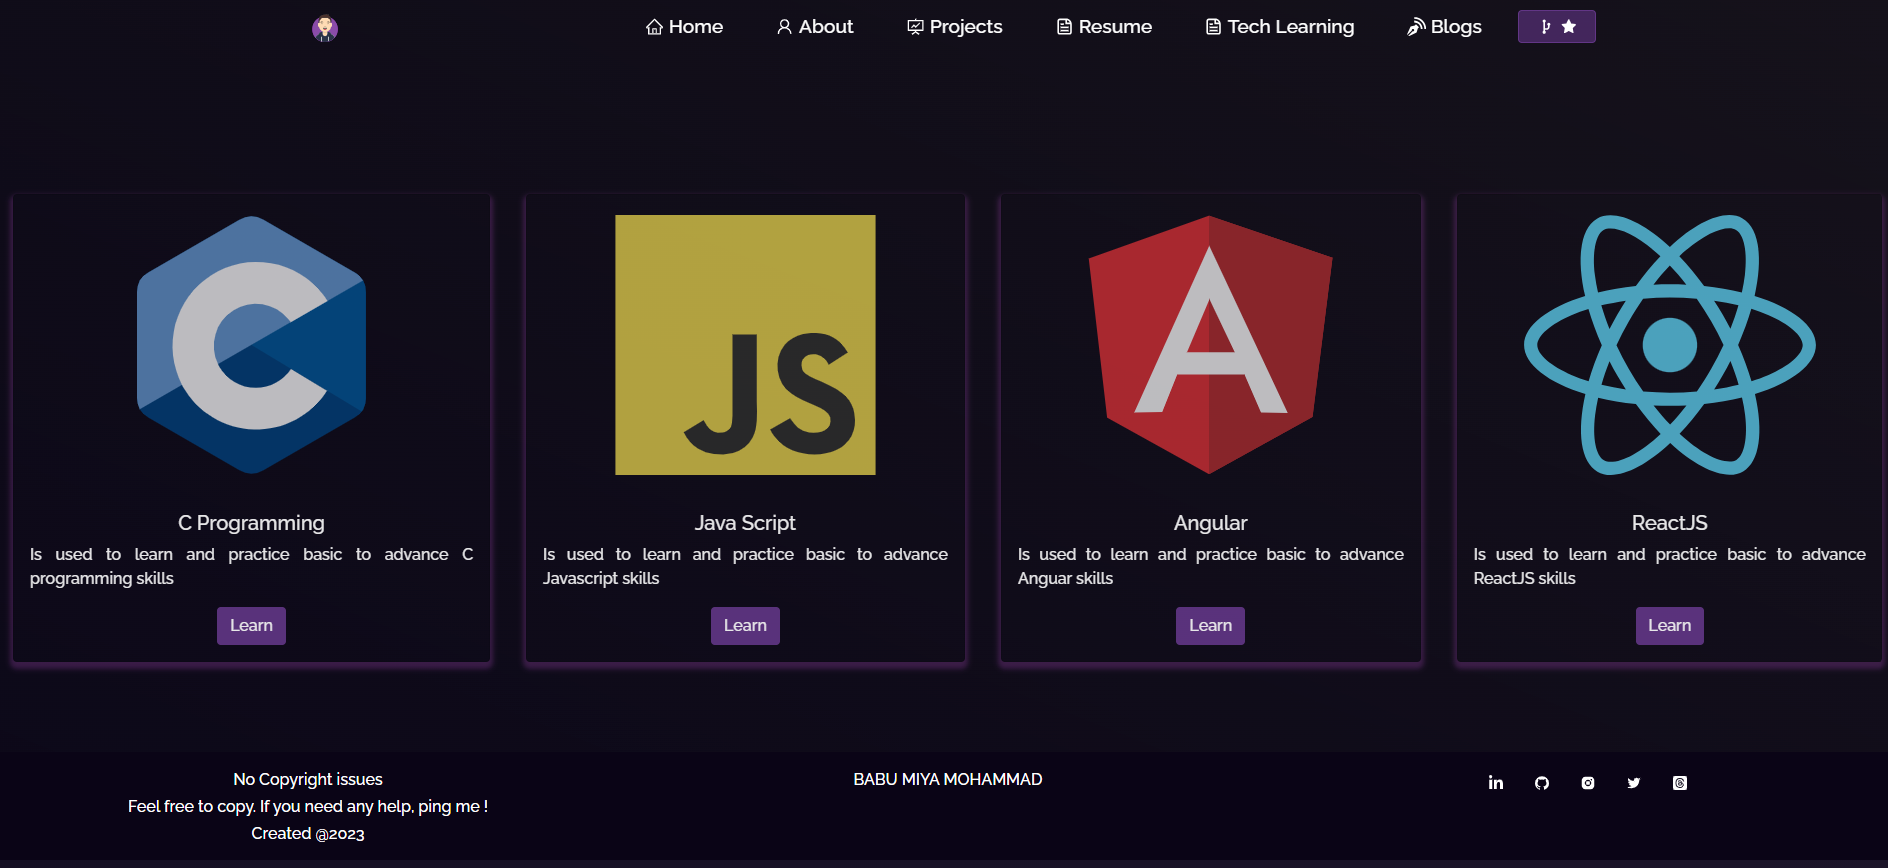 Home About Projects Resume Tech Learning Blogs
JS
C Programming
Is used to learn and practice basic to advance C
programming skills
Learn
Java Script
Is used to learn and practice basic to advance
Javascript skills
Learn
Angular
Is used to learn and practice basic to advance
Anguar skills
Learn
ReactJS
Is used to learn and practice basic to advance
ReactJS skills
Learn
No Copyright issues
Feel free to copy. If you need any help, ping me !
Created @2023
BABU MIYA MOHAMMAD